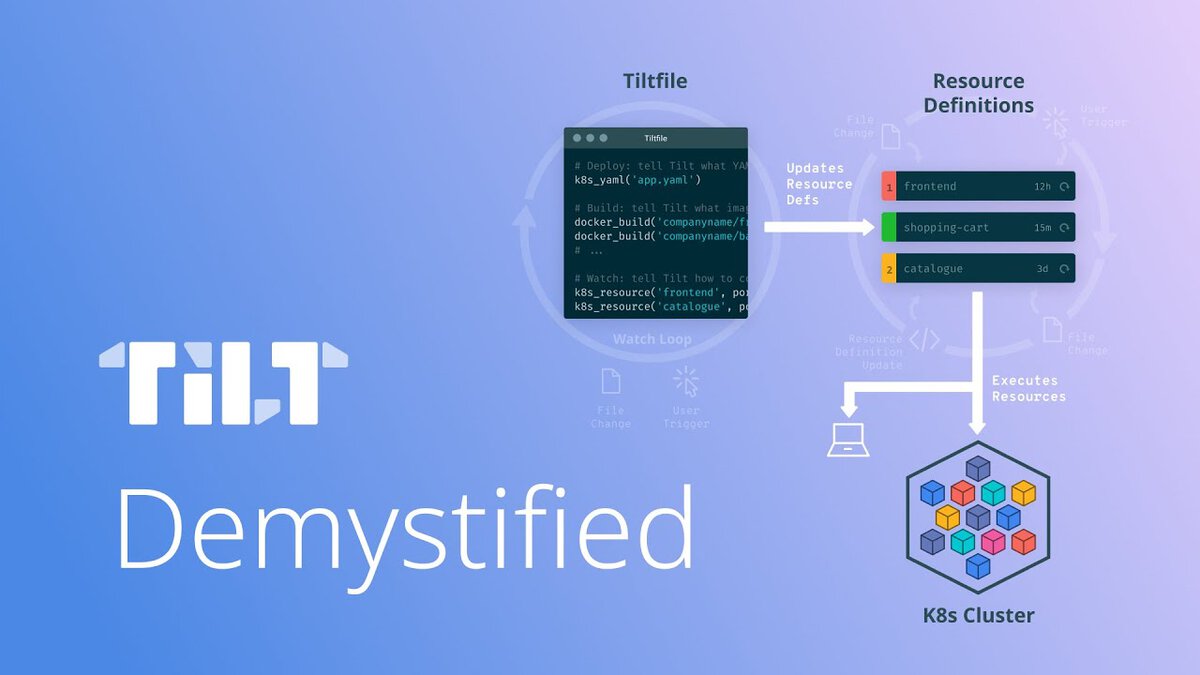 Tiltfile
Tiltfile
# Deploy: tell Tilt what YAM
k8s_yaml('app.yaml')
# Build: tell Tilt what imag
docker_build('companyname/fr
docker_build('companyname/ba
# ...
# Watch: tell Tilt how to co
k8s_resource('frontend', por
k8s_resource('catalogue', po
Watch Loop
File
Change
User
Trigger
Updates
Resource
Defs
Resource
Definitions
File
Change
User
Trigger
1 frontend 12h
shopping-cart 15m
2 catalogue 3d
Resource
Definition
Update
</>
File
Change
Executes
Resources
K8s Cluster
TiLT
Demystified